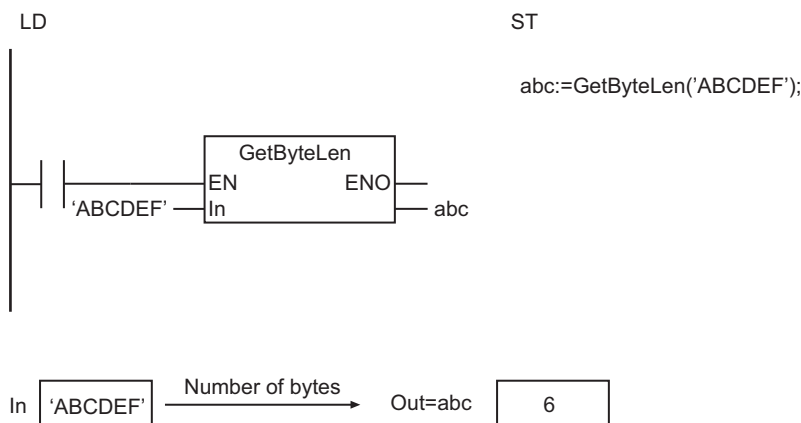 LD
ST
abc:=GetByteLen('ABCDEF');
GetByteLen
EN ENO
‘ABCDEF’ In abc
In ‘ABCDEF’ Number of bytes Out=abc 6